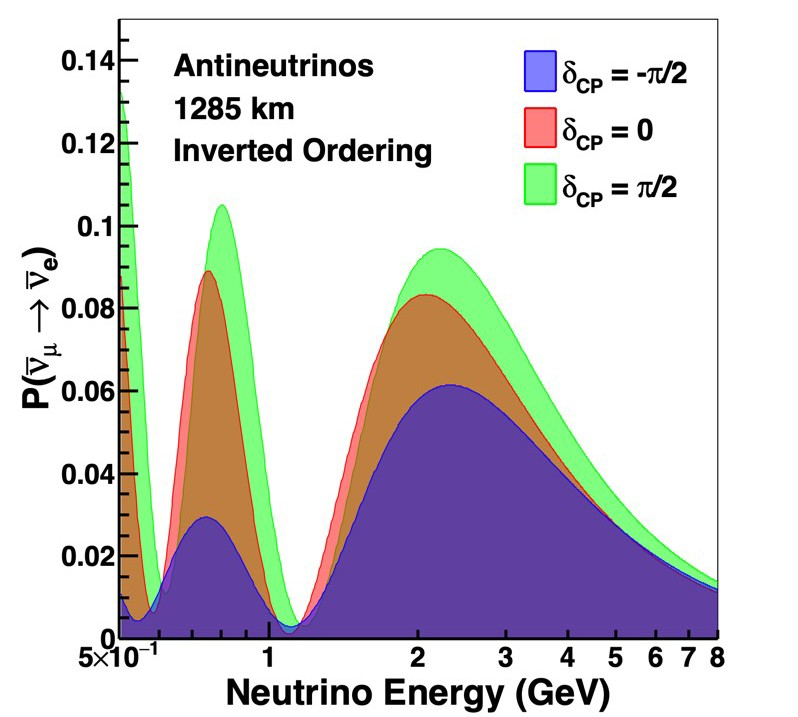 Antineutrinos
1285 km
Inverted Ordering
δCP = -π/2
δCP = 0
δCP = π/2
P(ν̄μ → ν̄e)
0.14
0.12
0.1
0.08
0.06
0.04
0.02
0
5×10⁻¹ 1 2 3 4 5 6 7 8
Neutrino Energy (GeV)